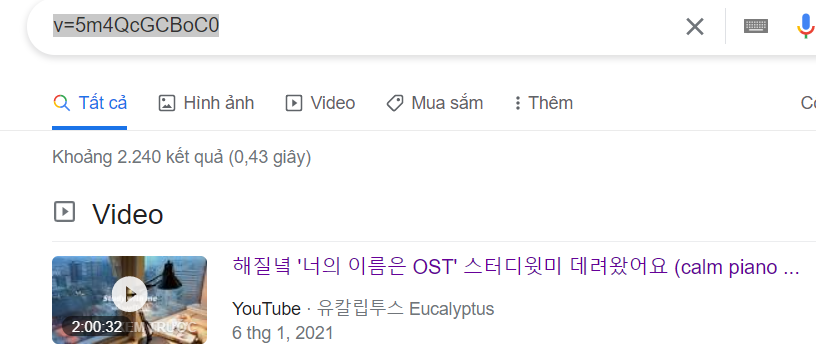 v=5m4QcGCBoC0
Tất cả Hình ảnh Video Mua sắm Thêm
Khoảng 2.240 kết quả (0,43 giây)
Video
해질녘 '너의 이름은 OST' 스터디윗미 데려왔어요 (calm piano ...
2:00:32
YouTube · 유칼립투스 Eucalyptus
6 thg 1, 2021